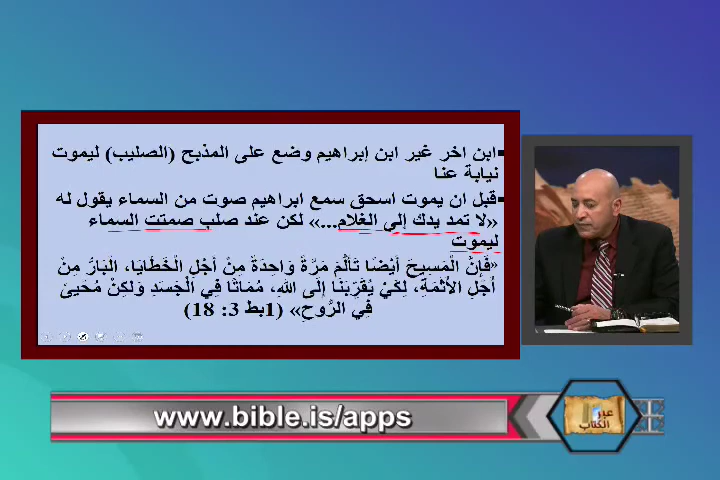 ابن اخر غير ابن إبراهيم وضع على المذبح (الصليب) ليموت
نيابة عنا
قبل ان يموت اسحق سمع ابراهيم صوت من السماء يقول له
«لا تمد يدك إلى الغلام...» لكن عند صلب صمتت السماء
ليموت
«فَإِنَّ الْمَسِيحَ أَيْضًا تَأَلَّمَ مَرَّةً وَاحِدَةً مِنْ أَجْلِ الْخَطَايَا، الْبَارُّ مِنْ
أَجْلِ الأَثَمَةِ، لِكَيْ يُقَرِّبَنَا إِلَى اللهِ، مُمَاتًا فِي الْجَسَدِ وَلكِنْ مُحْيىً
فِي الرُّوحِ» (1بط 3: 18)
www.bible.is/apps
عبر
الكتاب